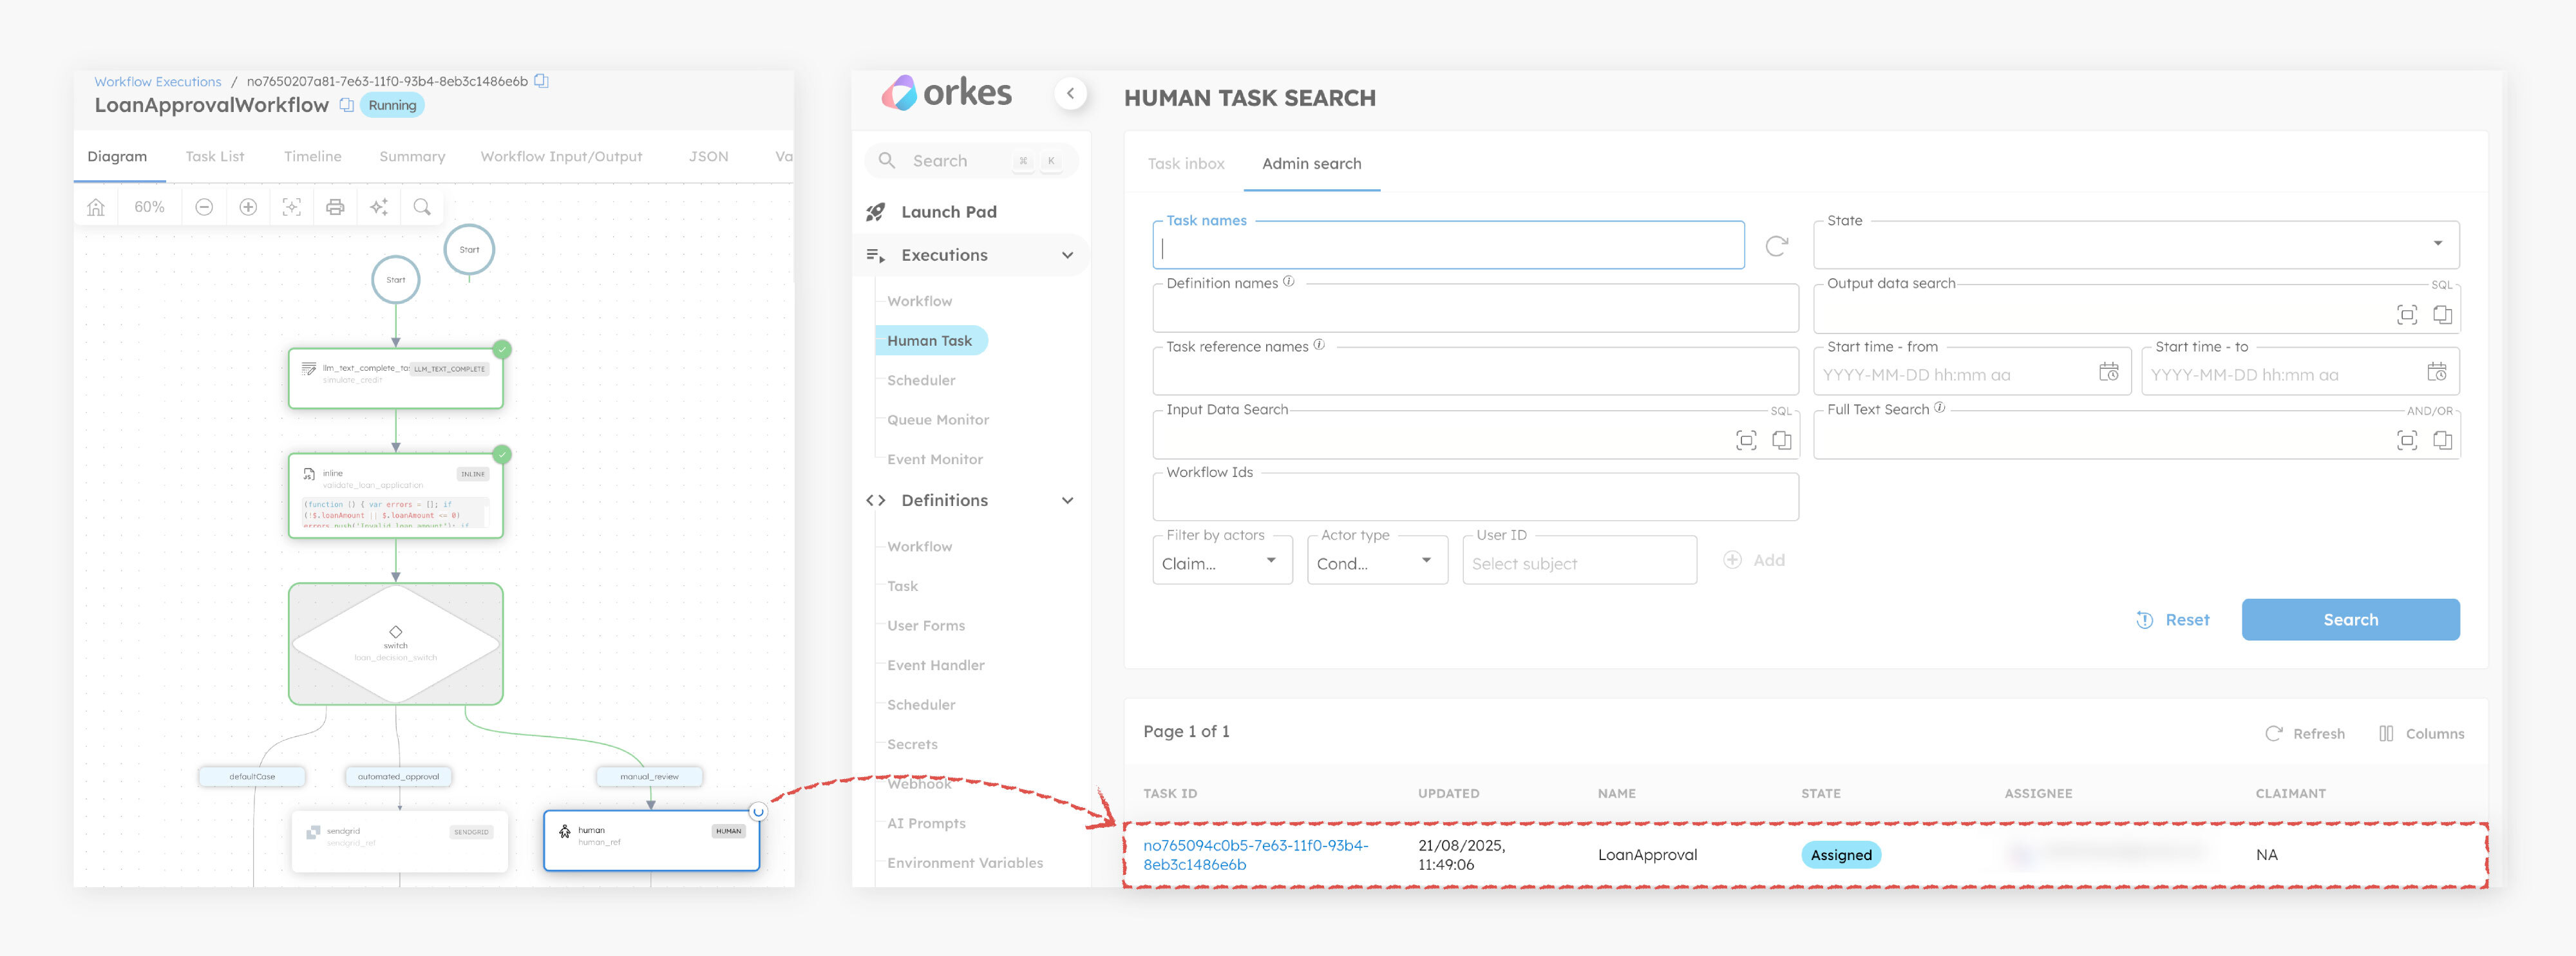 Workflow Executions / no7650207a81-7e63-11f0-93b4-8eb3c1486e6b
LoanApprovalWorkflow Running
Diagram Task List Timeline Summary Workflow Input/Output JSON Va
60%
Start
Start
llm_text_complete_ta LLM_TEXT_COMPLETE
simulate_credit
inline INLINE
validate_loan_application
(function () { var errors = []; if
(!$.loanAmount || $.loanAmount <= 0)
errors.push('Invalid loan amount'); if
switch
loan_decision_switch
defaultCase automated_approval manual_review
sendgrid SENDGRID
sendgrid_ref
human HUMAN
human_ref
orkes
Search ⌘ K
Launch Pad
Executions
Workflow
Human Task
Scheduler
Queue Monitor
Event Monitor
Definitions
Workflow
Task
User Forms
Event Handler
Scheduler
Secrets
Webhook
AI Prompts
Environment Variables
HUMAN TASK SEARCH
Task inbox Admin search
Task names State
Definition names Output data search SQL
Task reference names Start time - from Start time - to
YYYY-MM-DD hh:mm aa YYYY-MM-DD hh:mm aa
Input Data Search SQL Full Text Search AND/OR
Workflow Ids
Filter by actors Actor type User ID
Claim... Cond... Select subject Add
Reset Search
Page 1 of 1 Refresh Columns
TASK ID UPDATED NAME STATE ASSIGNEE CLAIMANT
no765094c0b5-7e63-11f0-93b4- 21/08/2025,
LoanApproval Assigned NA
8eb3c1486e6b 11:49:06